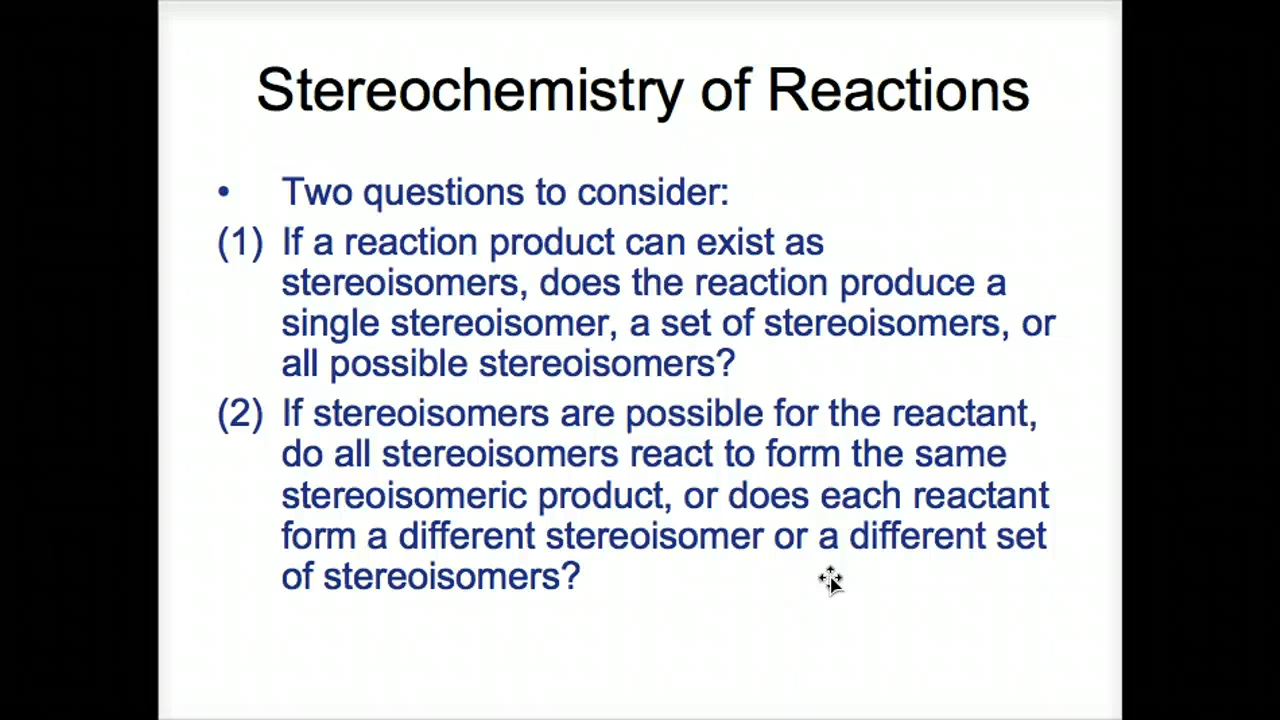 Stereochemistry of Reactions
• Two questions to consider:
(1) If a reaction product can exist as
stereoisomers, does the reaction produce a
single stereoisomer, a set of stereoisomers, or
all possible stereoisomers?
(2) If stereoisomers are possible for the reactant,
do all stereoisomers react to form the same
stereoisomeric product, or does each reactant
form a different stereoisomer or a different set
of stereoisomers?